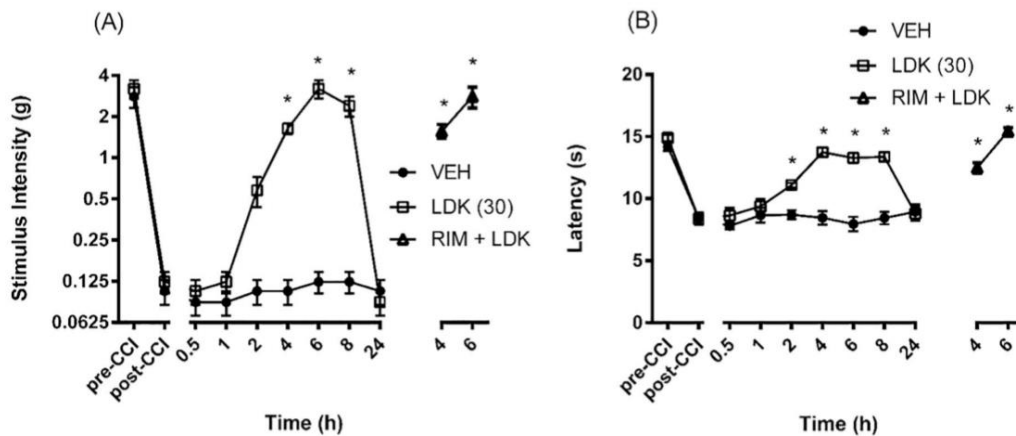 (A)
Stimulus Intensity (g)
4
2
1
0.5
0.25
0.125
0.0625
* * * * *
VEH
LDK (30)
RIM + LDK
pre-CCI post-CCI 0.5 1 2 4 6 8 24 4 6
Time (h)
(B)
VEH
LDK (30)
RIM + LDK
Latency (s)
20
15
10
5
0
* * * * * *
pre-CCI post-CCI 0.5 1 2 4 6 8 24 4 6
Time (h)